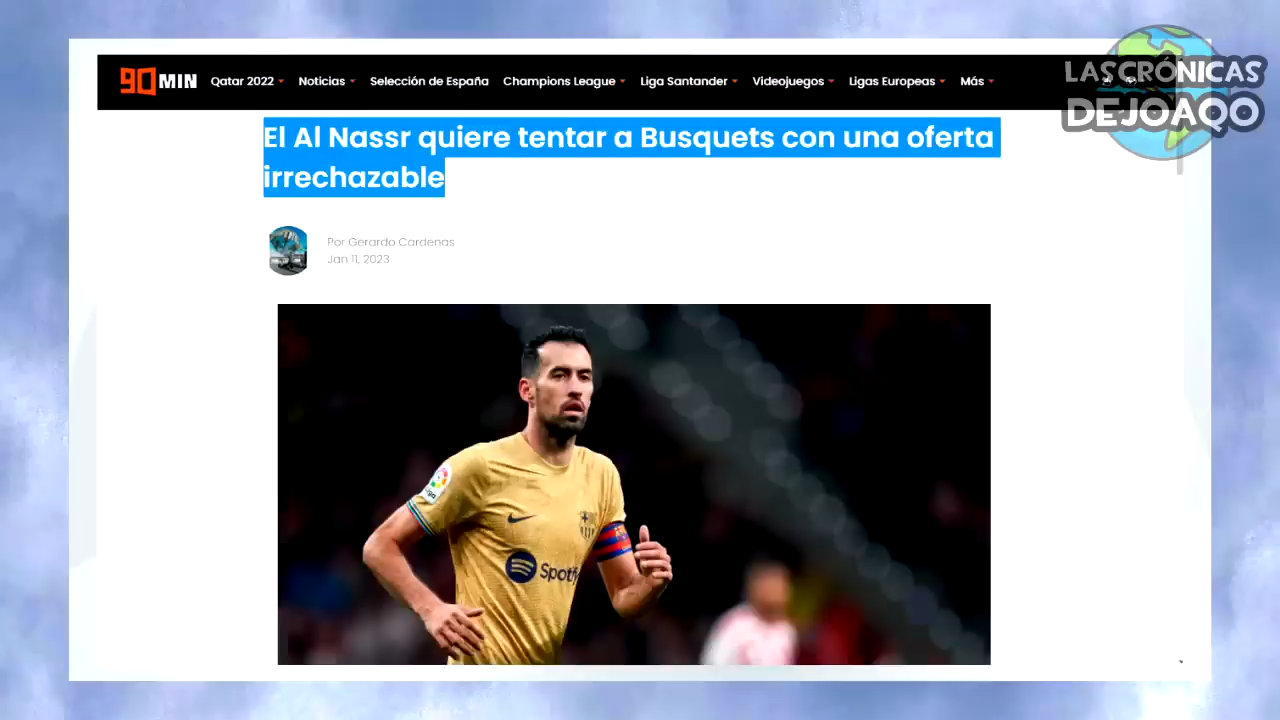 90MIN Qatar 2022 Noticias Selección de España Champions League Liga Santander Videojuegos Ligas Europeas Más
LAS CRÓNICAS
DE JOAQO
El Al Nassr quiere tentar a Busquets con una oferta
irrechazable
Por Gerardo Cardenas
Jan 11, 2023
Spotify